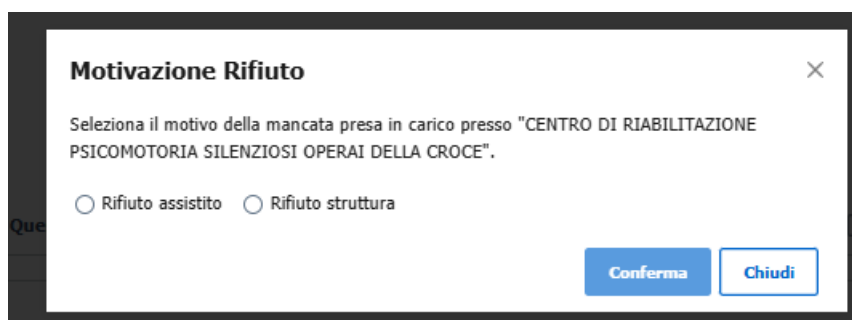 Motivazione Rifiuto
Seleziona il motivo della mancata presa in carico presso "CENTRO DI RIABILITAZIONE
PSICOMOTORIA SILENZIOSI OPERAI DELLA CROCE".
Rifiuto assistito Rifiuto struttura
Que
Conferma Chiudi